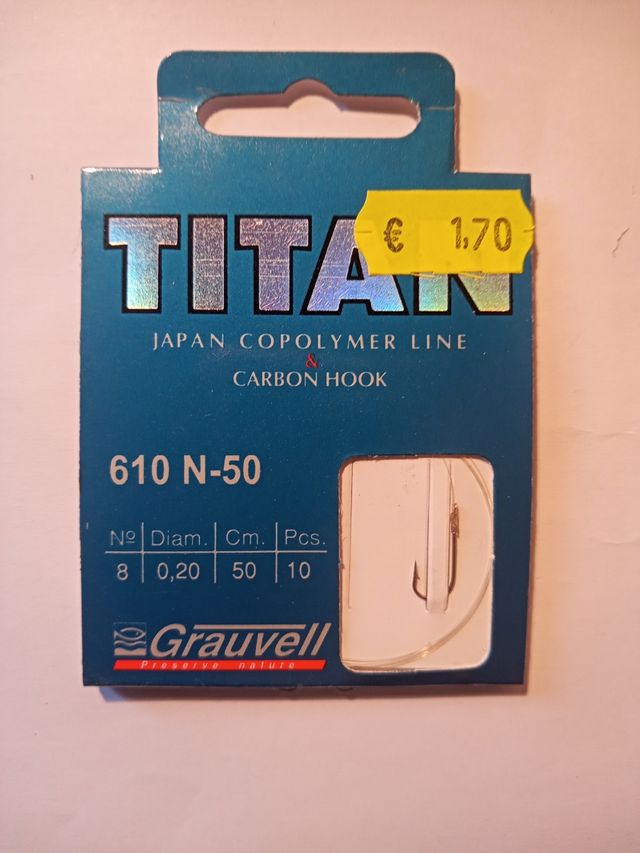 TITAN
€ 1,70
JAPAN COPOLYMER LINE
&
CARBON HOOK
610 N-50
Nº Diam. Cm. Pcs.
8 0,20 50 10
Grauvell
Preserve nature